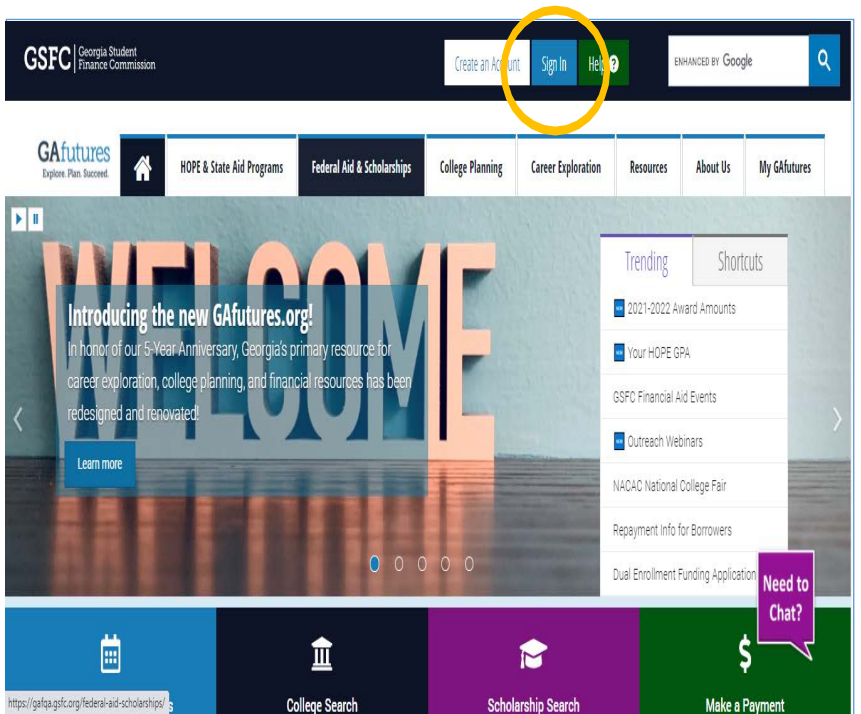 GSFC Georgia Student
Finance Commission
Create an Account Sign In Help ?
ENHANCED BY Google
GAfutures
Explore. Plan. Succeed.
HOPE & State Aid Programs Federal Aid & Scholarships College Planning Career Exploration Resources About Us My GAfutures
WELCOME
Introducing the new GAfutures.org!
In honor of our 5-Year Anniversary, Georgia's primary resource for
career exploration, college planning, and financial resources has been
redesigned and renovated!
Learn more
Trending Shortcuts
NEW 2021-2022 Award Amounts
NEW Your HOPE GPA
GSFC Financial Aid Events
NEW Outreach Webinars
NACAC National College Fair
Repayment Info for Borrowers
Dual Enrollment Funding Application
Need to
Chat?
College Search Scholarship Search $ Make a Payment
https://gafqa.gsfc.org/federal-aid-scholarships/